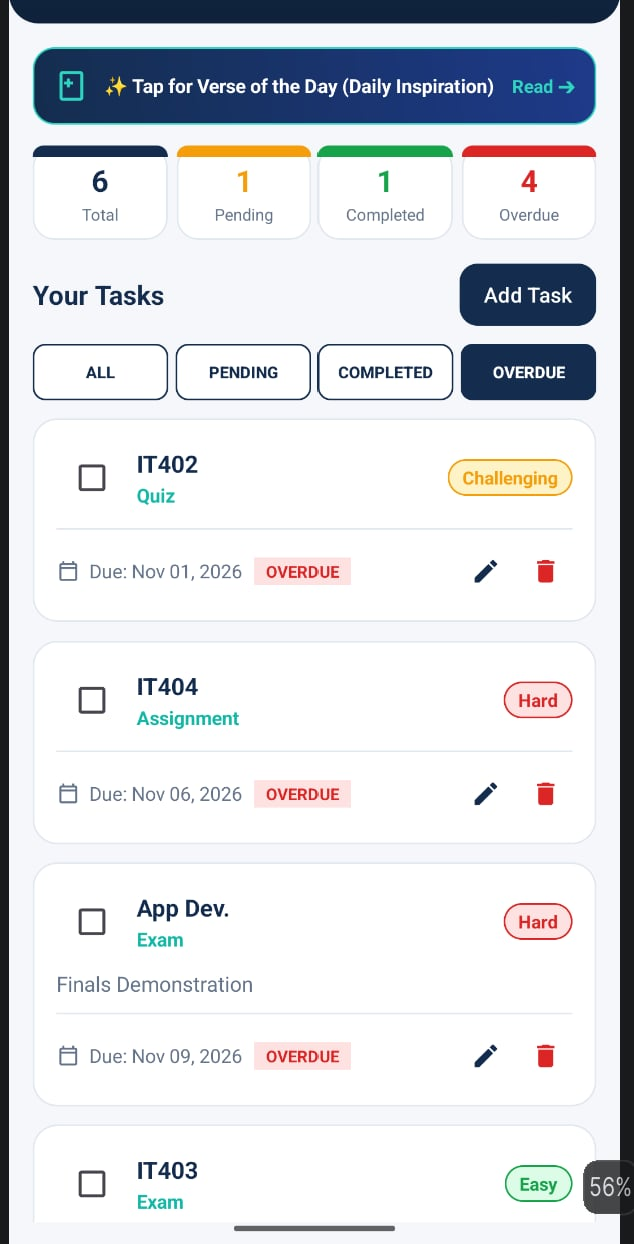 ✨ Tap for Verse of the Day (Daily Inspiration) Read →
6 1 1 4
Total Pending Completed Overdue
Your Tasks Add Task
ALL PENDING COMPLETED OVERDUE
IT402
Challenging
Quiz
Due: Nov 01, 2026 OVERDUE
IT404
Hard
Assignment
Due: Nov 06, 2026 OVERDUE
App Dev.
Hard
Exam
Finals Demonstration
Due: Nov 09, 2026 OVERDUE
IT403
Easy
56%
Exam